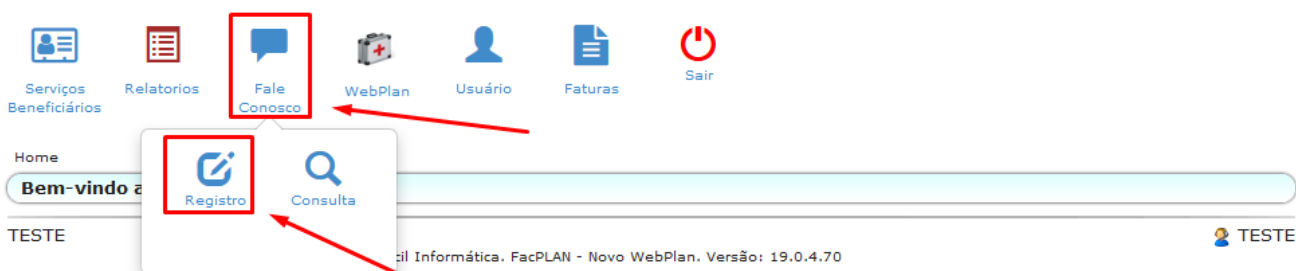 Serviços
Beneficiários
Relatorios
Fale
Conosco
WebPlan
Usuário
Faturas
Sair
Home
Registro
Consulta
Bem-vindo a
TESTE
TESTE
Informática. FacPLAN - Novo WebPlan. Versão: 19.0.4.70